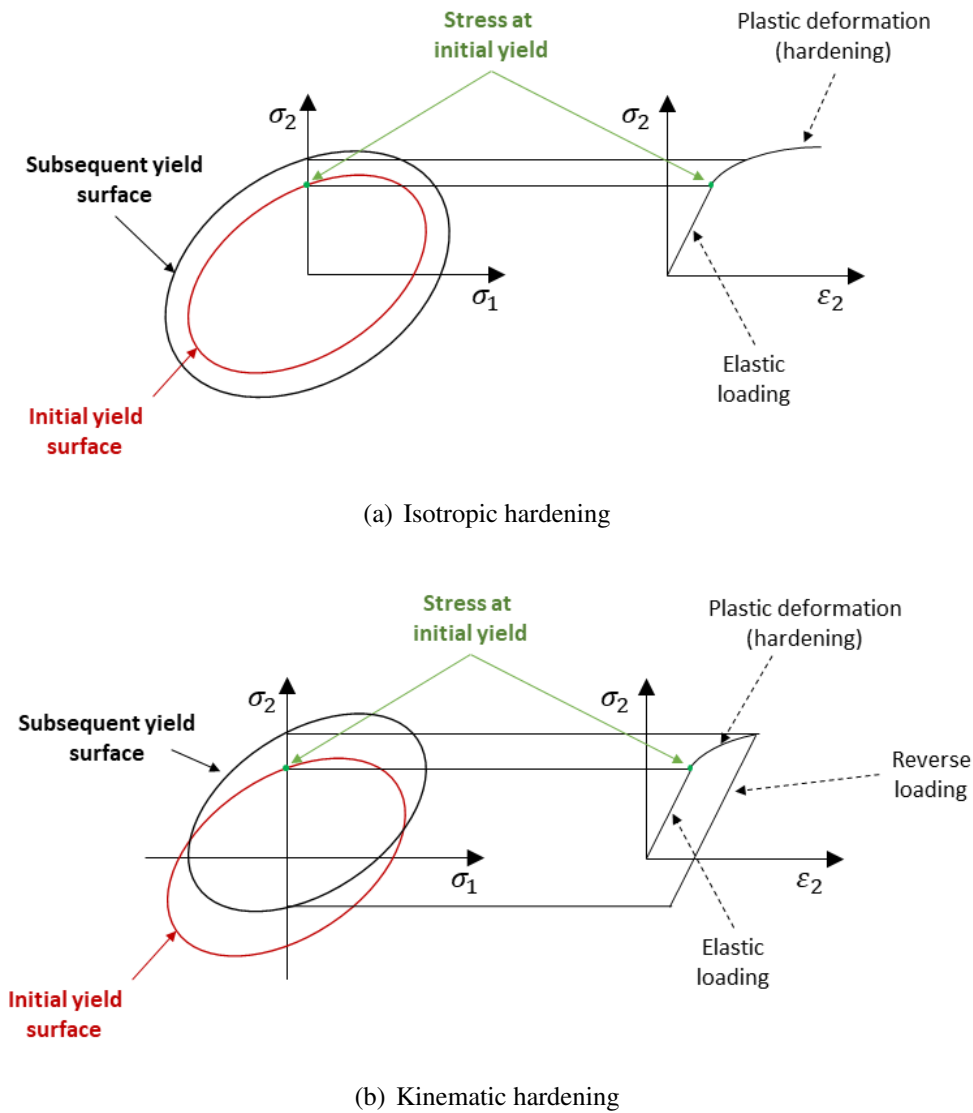 Stress at
initial yield
Plastic deformation
(hardening)
σ₂
σ₂
Subsequent yield
surface
σ₁
ε₂
Elastic
loading
Initial yield
surface
(a) Isotropic hardening
Stress at
initial yield
Plastic deformation
(hardening)
σ₂
σ₂
Subsequent yield
surface
Reverse
loading
σ₁
ε₂
Elastic
loading
Initial yield
surface
(b) Kinematic hardening